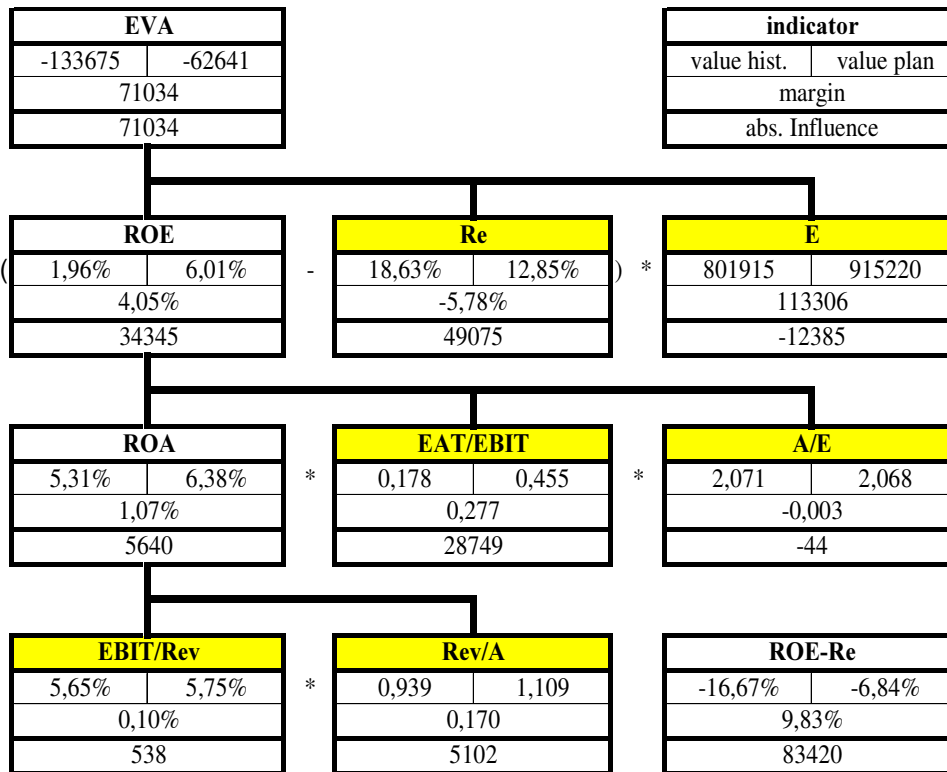 EVA indicator
-133675 -62641 value hist. value plan
71034 margin
71034 abs. Influence
ROE Re E
( 1,96% 6,01% - 18,63% 12,85% ) * 801915 915220
4,05% -5,78% 113306
34345 49075 -12385
ROA EAT/EBIT A/E
5,31% 6,38% * 0,178 0,455 * 2,071 2,068
1,07% 0,277 -0,003
5640 28749 -44
EBIT/Rev Rev/A ROE-Re
5,65% 5,75% * 0,939 1,109 -16,67% -6,84%
0,10% 0,170 9,83%
538 5102 83420